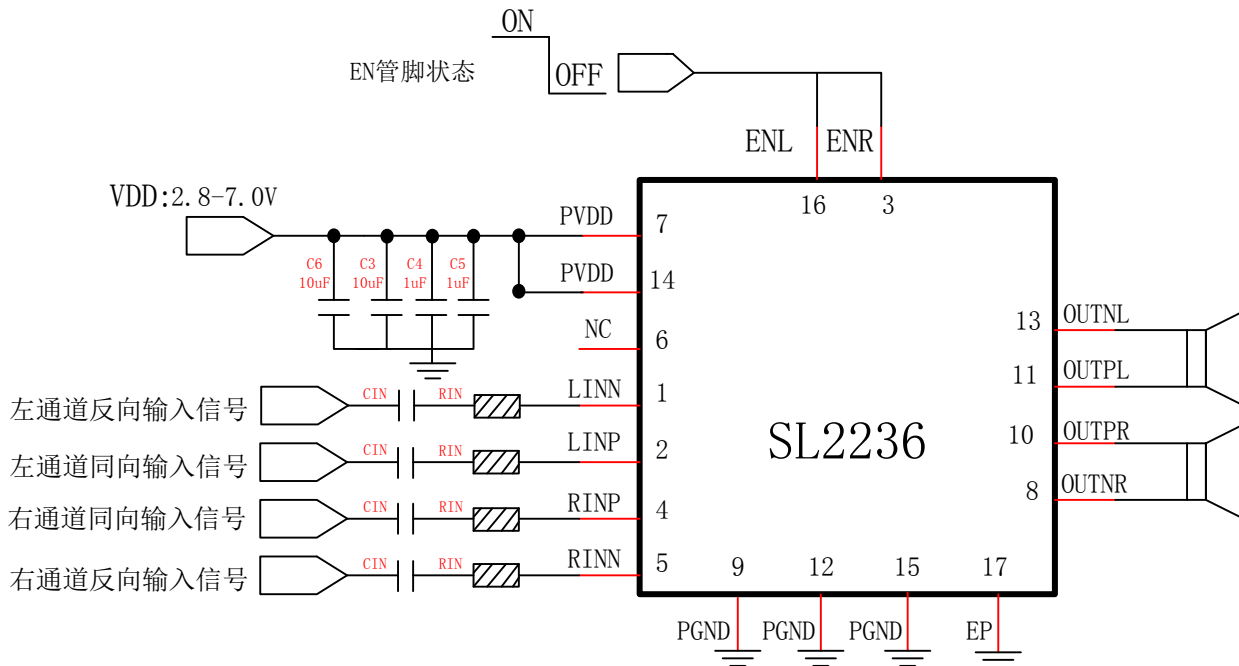 ON
EN管脚状态
OFF
ENL
ENR
VDD:2.8-7.0V
16
3
PVDD
7
C6
10uF
C3
10uF
C4
1uF
C5
1uF
PVDD
14
NC
6
13
OUTNL
左通道反向输入信号
CIN
RIN
LINN
1
11
OUTPL
SL2236
左通道同向输入信号
CIN
RIN
LINP
2
10
OUTPR
右通道同向输入信号
CIN
RIN
RINP
4
8
OUTNR
右通道反向输入信号
CIN
RIN
RINN
5
9
12
15
17
PGND
PGND
PGND
EP